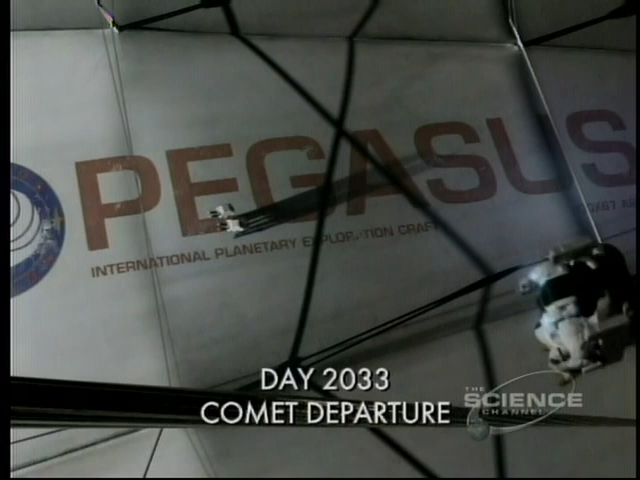 PEGASUS
INTERNATIONAL PLANETARY EXPLORATION CRAFT
DAY 2033
COMET DEPARTURE
THE
SCIENCE
CHANNEL